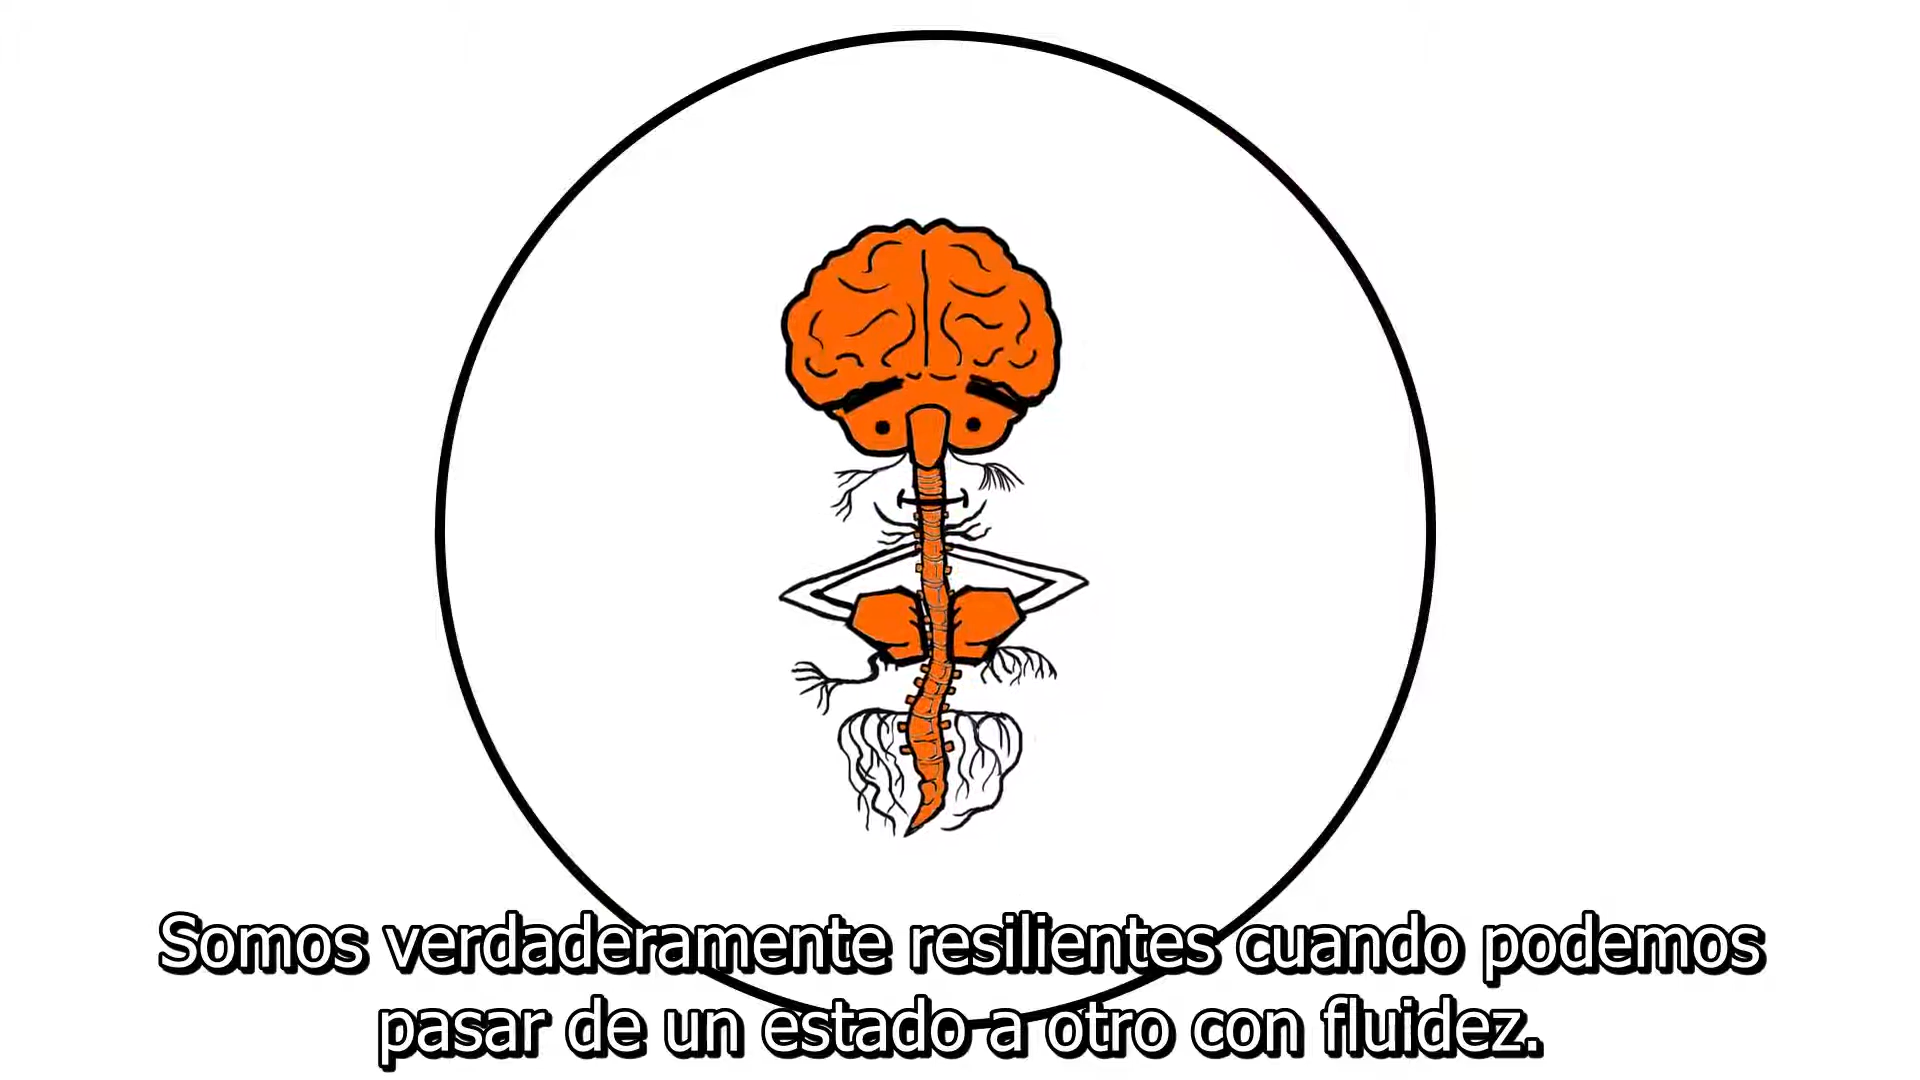 Somos verdaderamente resilientes cuando podemos
pasar de un estado a otro con fluidez.